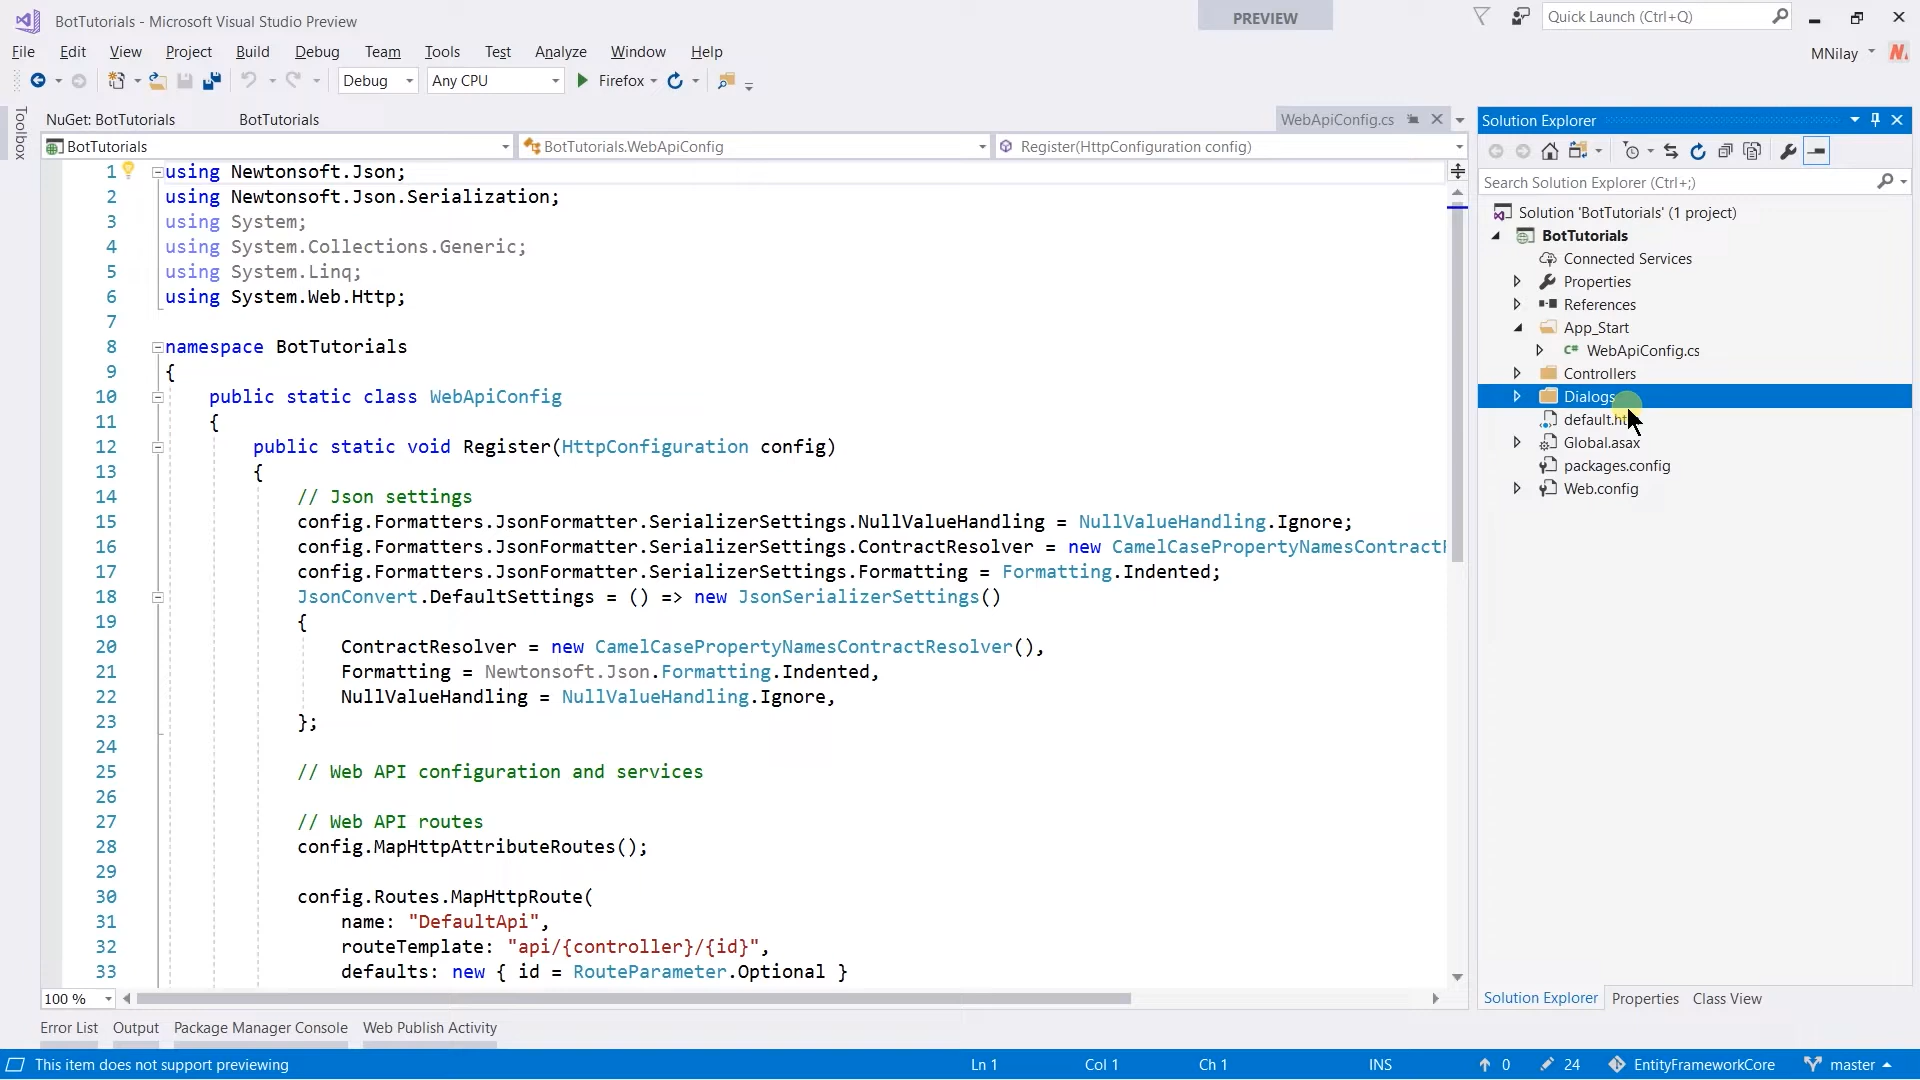 BotTutorials - Microsoft Visual Studio Preview
PREVIEW
Quick Launch (Ctrl+Q)
File Edit View Project Build Debug Team Tools Test Analyze Window Help
MNilay
Debug Any CPU Firefox
Toolbox
NuGet: BotTutorials BotTutorials WebApiConfig.cs
BotTutorials BotTutorials.WebApiConfig Register(HttpConfiguration config)
1 using Newtonsoft.Json;
2 using Newtonsoft.Json.Serialization;
3 using System;
4 using System.Collections.Generic;
5 using System.Linq;
6 using System.Web.Http;
7
8 namespace BotTutorials
9 {
10 public static class WebApiConfig
11 {
12 public static void Register(HttpConfiguration config)
13 {
14 // Json settings
15 config.Formatters.JsonFormatter.SerializerSettings.NullValueHandling = NullValueHandling.Ignore;
16 config.Formatters.JsonFormatter.SerializerSettings.ContractResolver = new CamelCasePropertyNamesContract
17 config.Formatters.JsonFormatter.SerializerSettings.Formatting = Formatting.Indented;
18 JsonConvert.DefaultSettings = () => new JsonSerializerSettings()
19 {
20 ContractResolver = new CamelCasePropertyNamesContractResolver(),
21 Formatting = Newtonsoft.Json.Formatting.Indented,
22 NullValueHandling = NullValueHandling.Ignore,
23 };
24
25 // Web API configuration and services
26
27 // Web API routes
28 config.MapHttpAttributeRoutes();
29
30 config.Routes.MapHttpRoute(
31 name: "DefaultApi",
32 routeTemplate: "api/{controller}/{id}",
33 defaults: new { id = RouteParameter.Optional }
100 %
Solution Explorer
Search Solution Explorer (Ctrl+;)
Solution 'BotTutorials' (1 project)
BotTutorials
Connected Services
Properties
References
App_Start
C# WebApiConfig.cs
Controllers
Dialogs
default.ht
Global.asax
packages.config
Web.config
Solution Explorer Properties Class View
Error List Output Package Manager Console Web Publish Activity
This item does not support previewing Ln 1 Col 1 Ch 1 INS 0 24 EntityFrameworkCore master